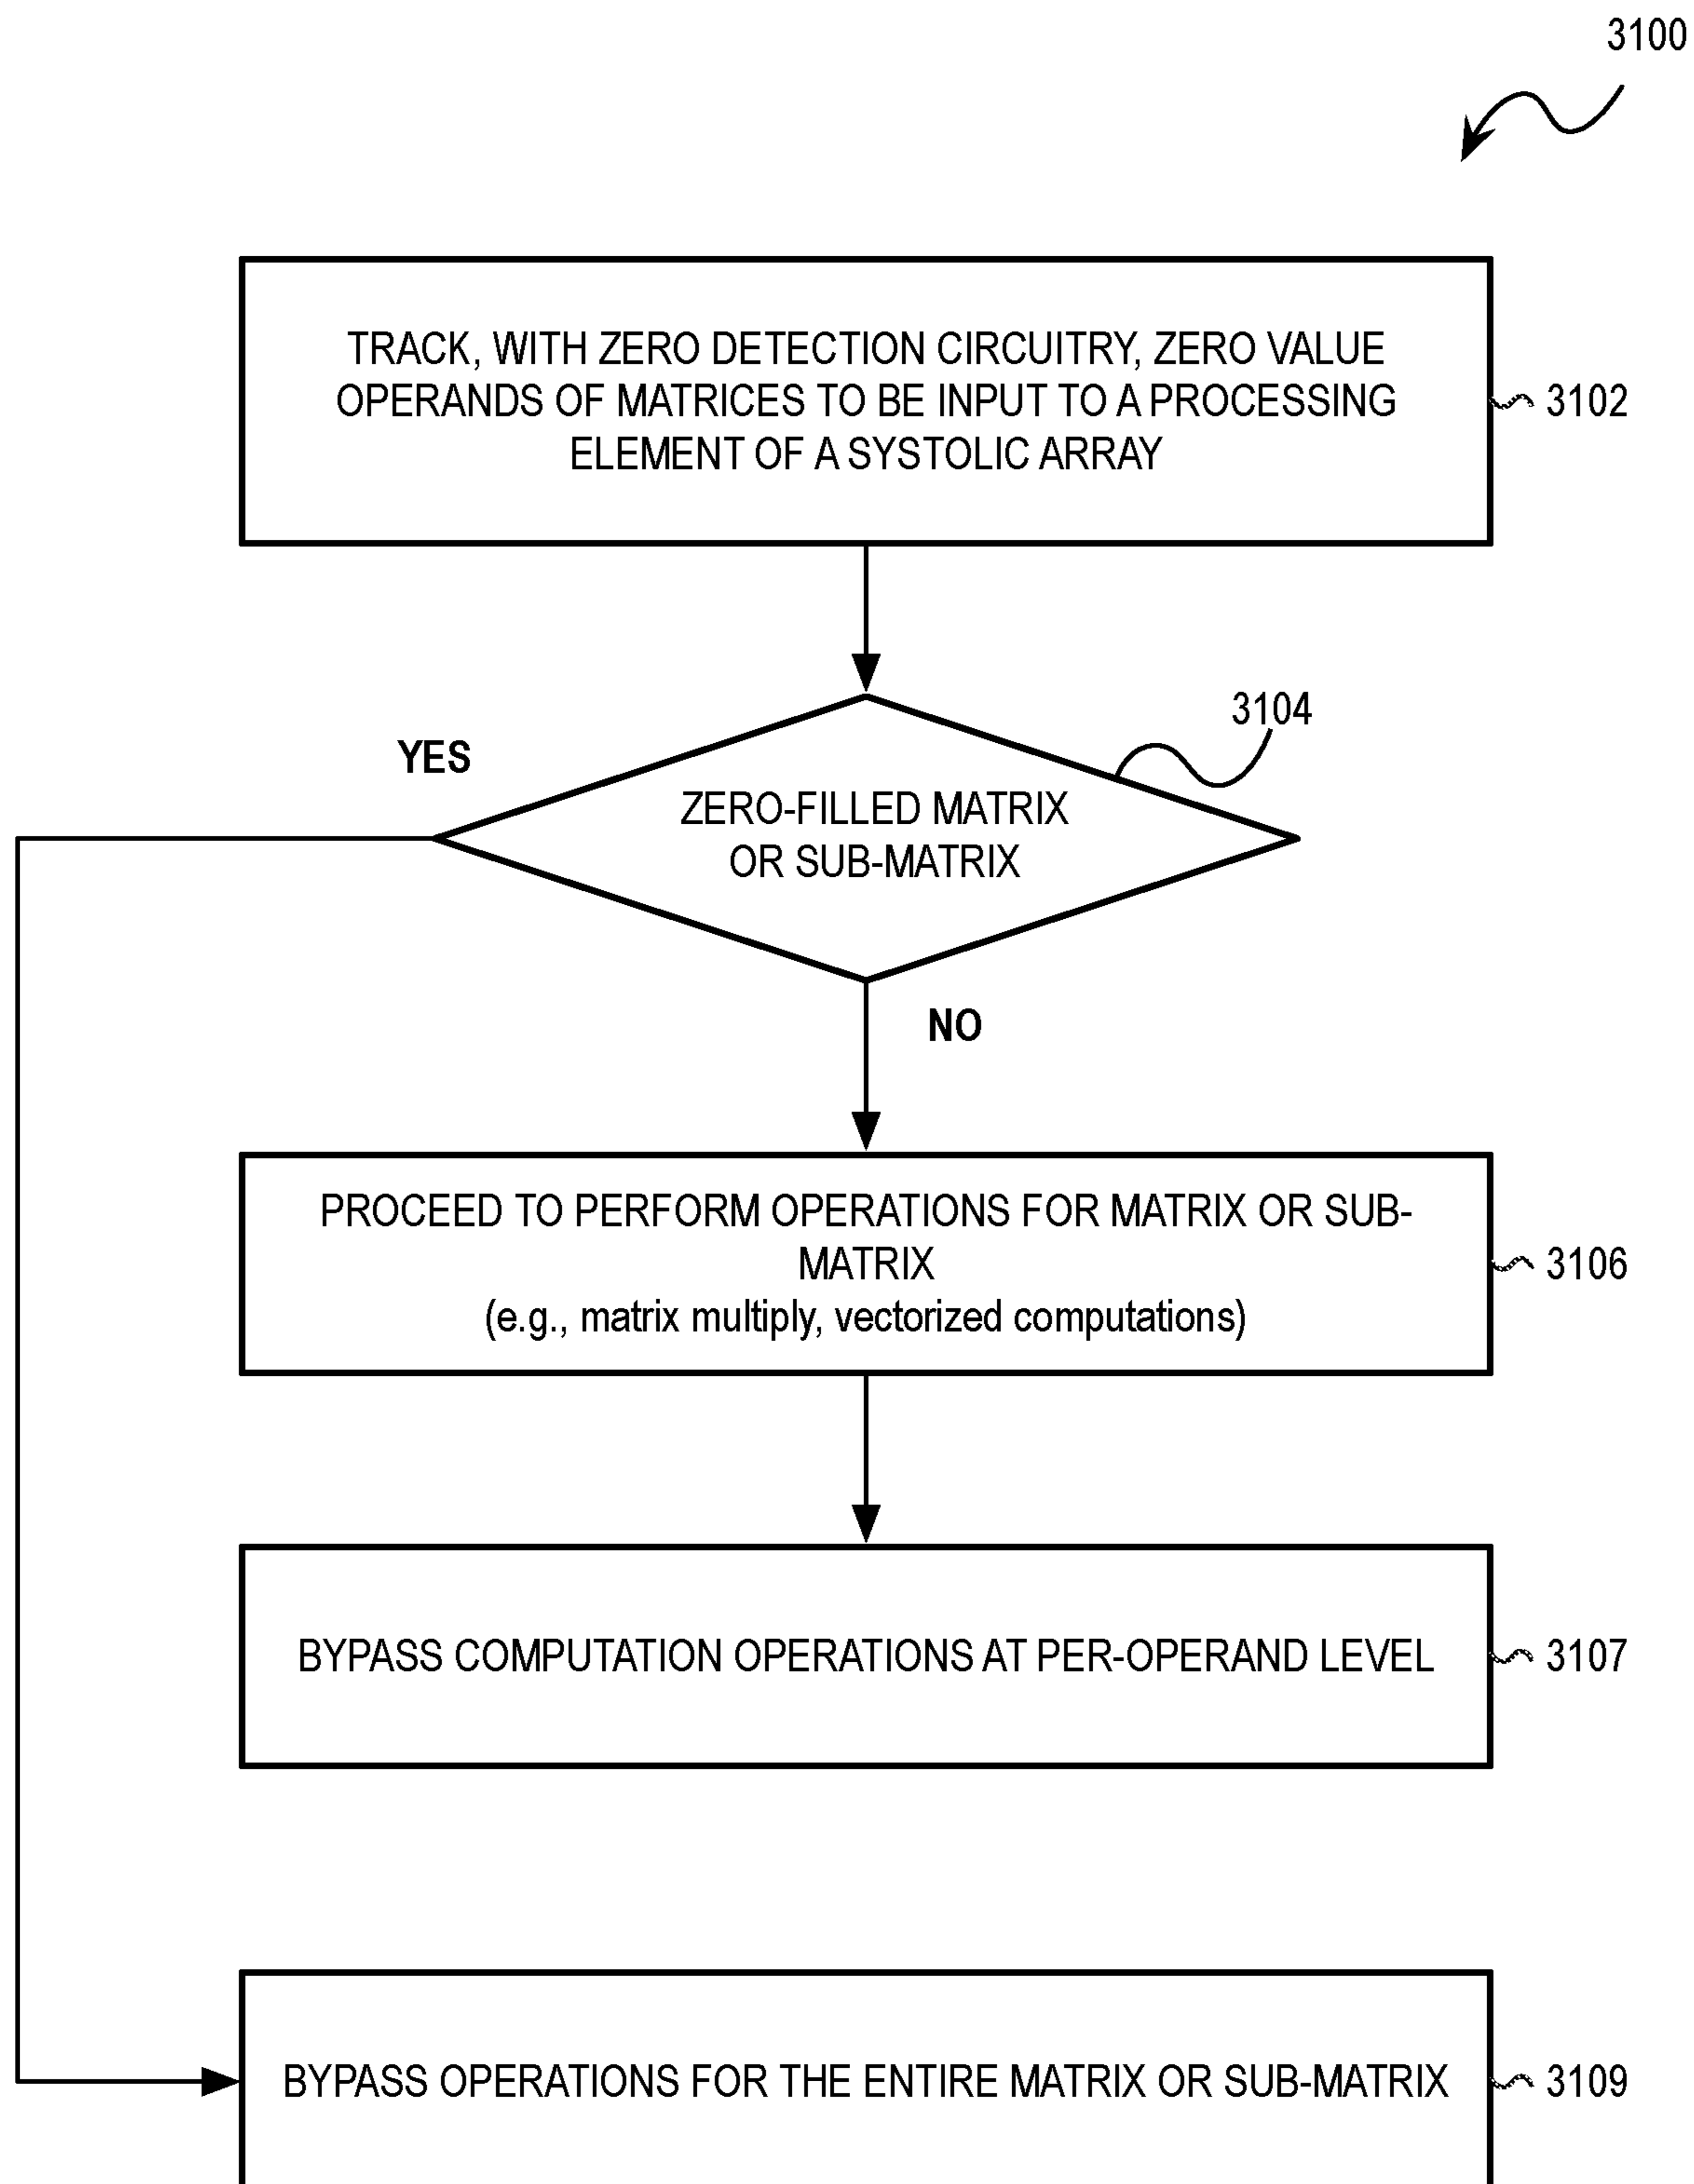 3100
TRACK, WITH ZERO DETECTION CIRCUITRY, ZERO VALUE
OPERANDS OF MATRICES TO BE INPUT TO A PROCESSING
ELEMENT OF A SYSTOLIC ARRAY
3102
3104
YES
ZERO-FILLED MATRIX
OR SUB-MATRIX
NO
PROCEED TO PERFORM OPERATIONS FOR MATRIX OR SUB-
MATRIX
(e.g., matrix multiply, vectorized computations)
3106
BYPASS COMPUTATION OPERATIONS AT PER-OPERAND LEVEL
3107
BYPASS OPERATIONS FOR THE ENTIRE MATRIX OR SUB-MATRIX
3109